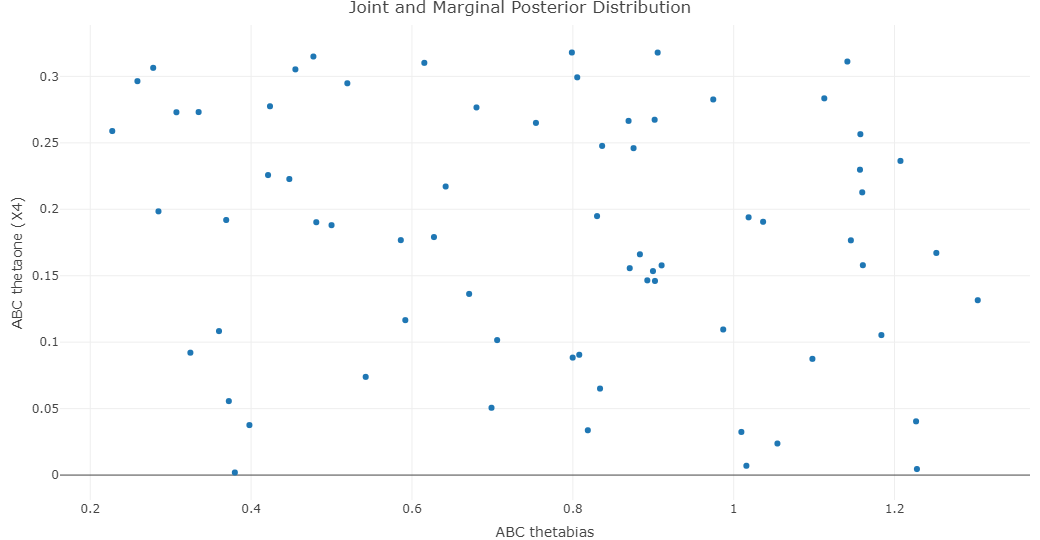 Joint and Marginal Posterior Distribution
ABC thetaone (X4)
0.3
0.25
0.2
0.15
0.1
0.05
0
0.2 0.4 0.6 0.8 1 1.2
ABC thetabias